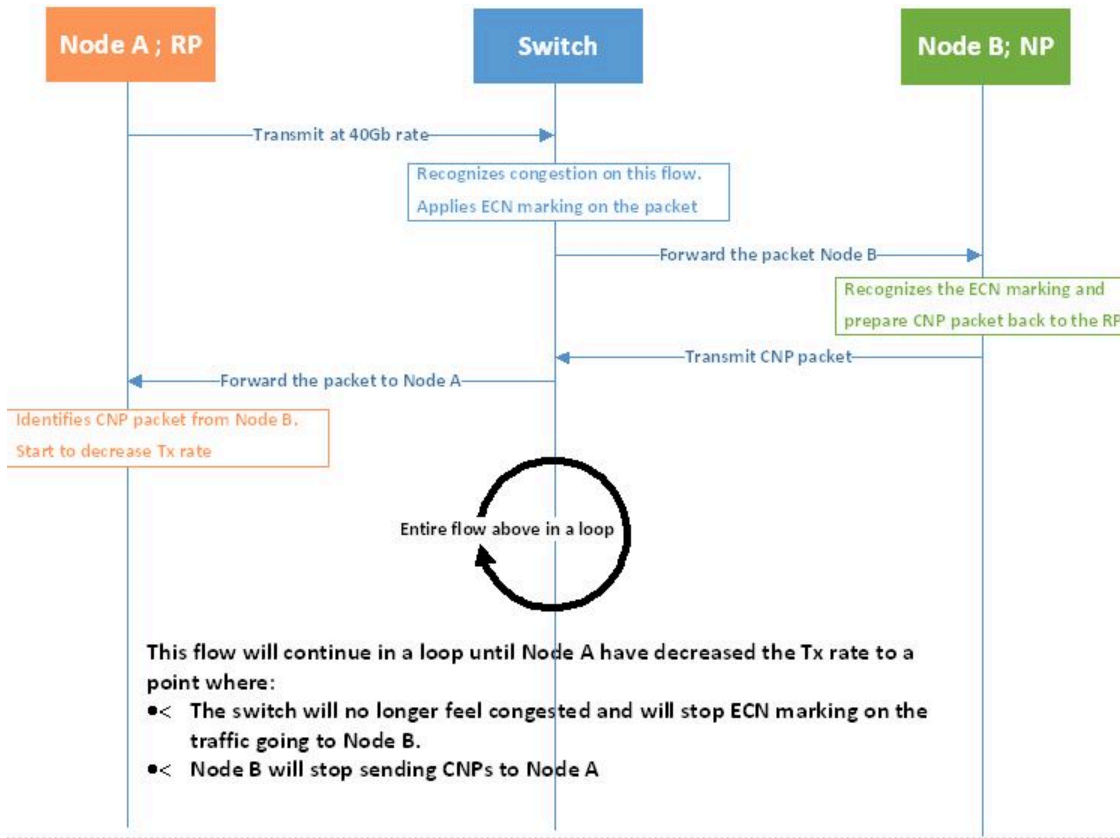 Node A ; RP
Switch
Node B; NP
Transmit at 40Gb rate
Recognizes congestion on this flow.
Applies ECN marking on the packet
Forward the packet Node B
Recognizes the ECN marking and
prepare CNP packet back to the RP
Transmit CNP packet
Forward the packet to Node A
Identifies CNP packet from Node B.
Start to decrease Tx rate
Entire flow above in a loop
This flow will continue in a loop until Node A have decreased the Tx rate to a
point where:
●< The switch will no longer feel congested and will stop ECN marking on the
traffic going to Node B.
●< Node B will stop sending CNPs to Node A